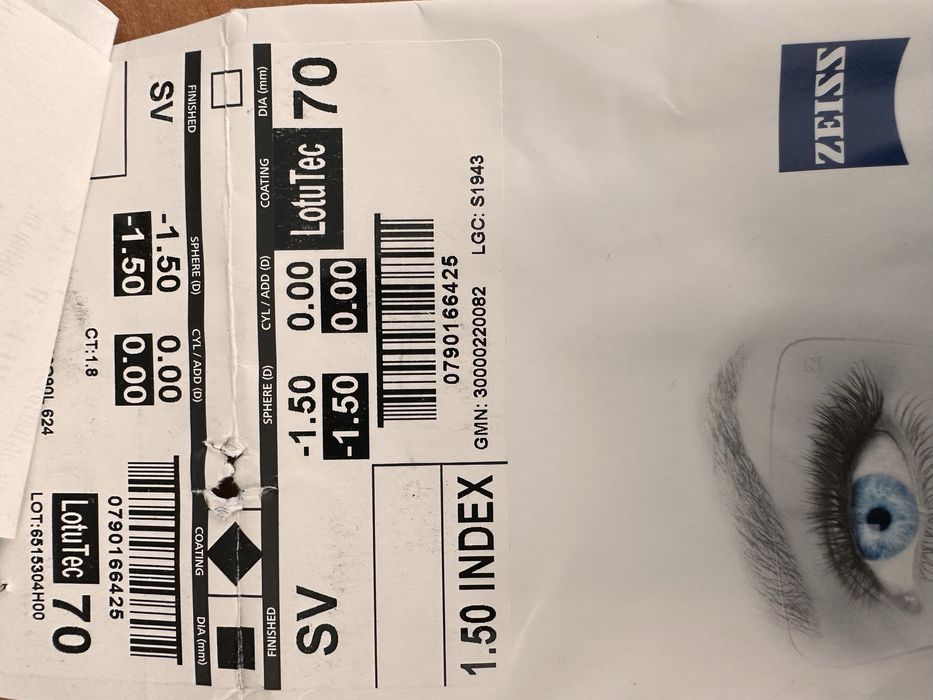 ZEISS
FINISHED SPHERE (D) CYL / ADD (D) COATING DIA (mm)
SV -1.50 0.00 LotuTec 70
-1.50 0.00
1.50 INDEX
0790166425
GMN: 30000220082 LGC: S1943
FINISHED SPHERE (D) CYL / ADD (D) COATING DIA (mm)
SV -1.50 0.00
-1.50 0.00
0790166425
LotuTec 70
CT:1.8
624
LOT:6515304H00